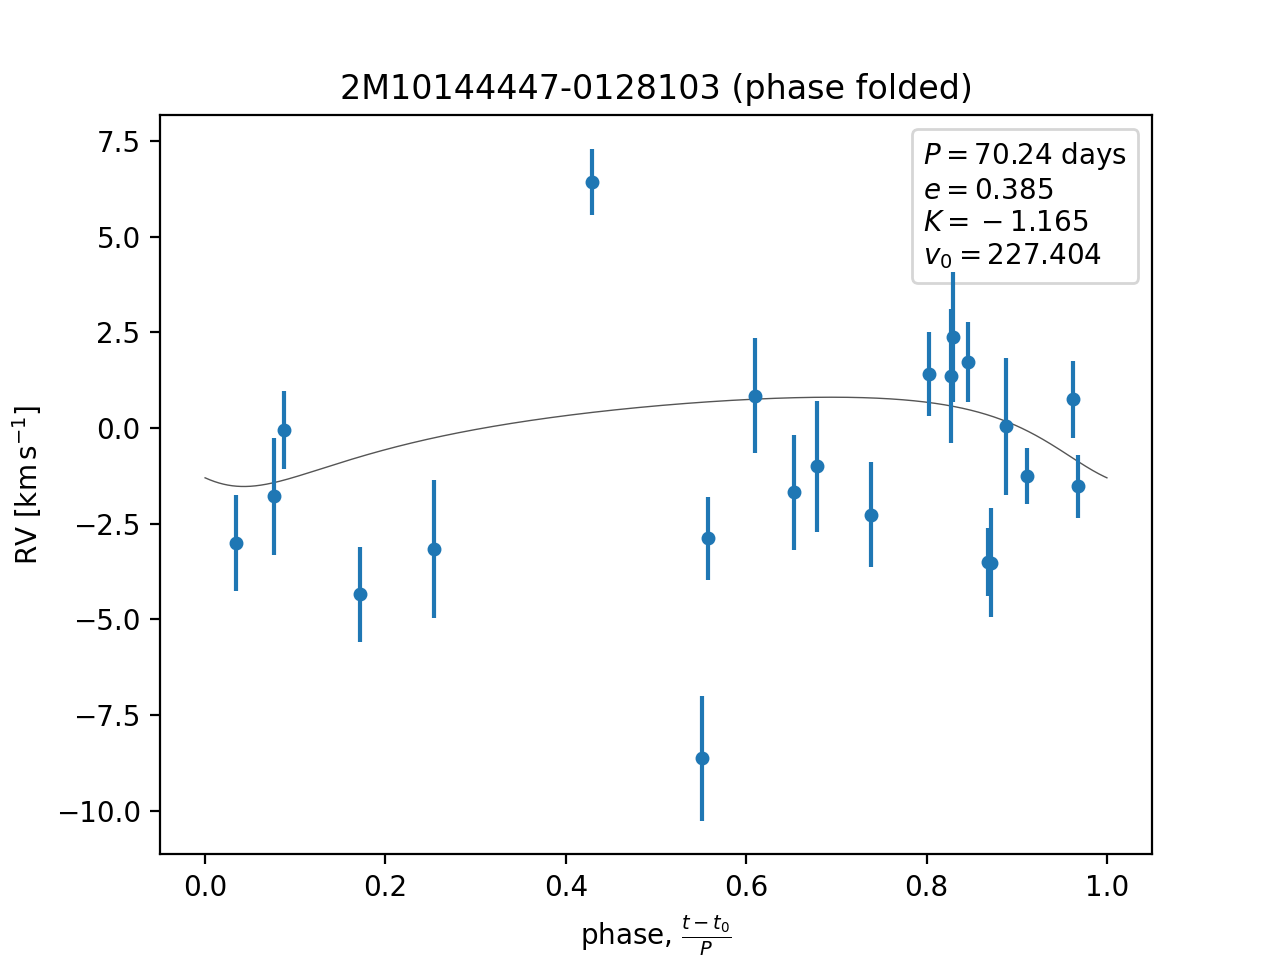 2M10144447-0128103 (phase folded)
P = 70.24 days
e = 0.385
K = −1.165
v₀ = 227.404
7.5
5.0
2.5
0.0
−2.5
−5.0
−7.5
−10.0
RV [km s⁻¹]
0.0 0.2 0.4 0.6 0.8 1.0
phase, (t − t₀)/P